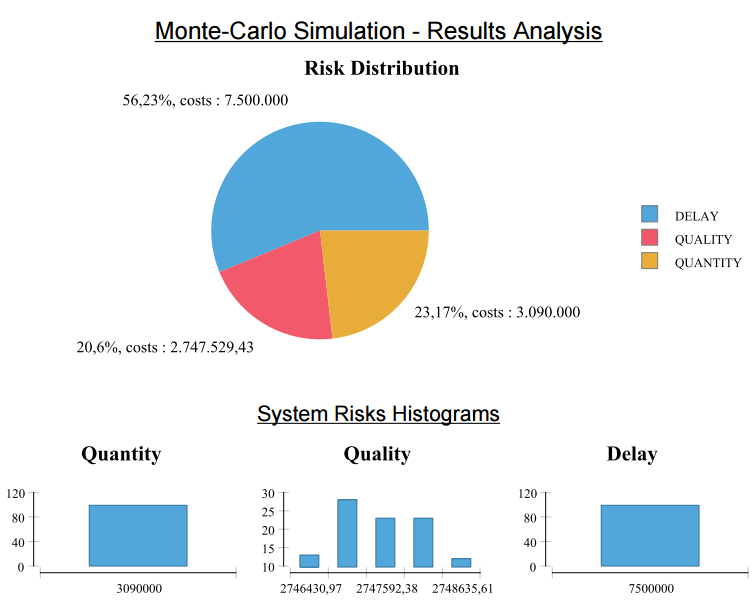 Monte-Carlo Simulation - Results Analysis
Risk Distribution
56,23%, costs : 7.500.000
DELAY
QUALITY
QUANTITY
23,17%, costs : 3.090.000
20,6%, costs : 2.747.529,43
System Risks Histograms
Quantity
120
80
40
0
3090000
Quality
30
25
20
15
10
2746430,97 2747592,38 2748635,61
Delay
120
80
40
0
7500000